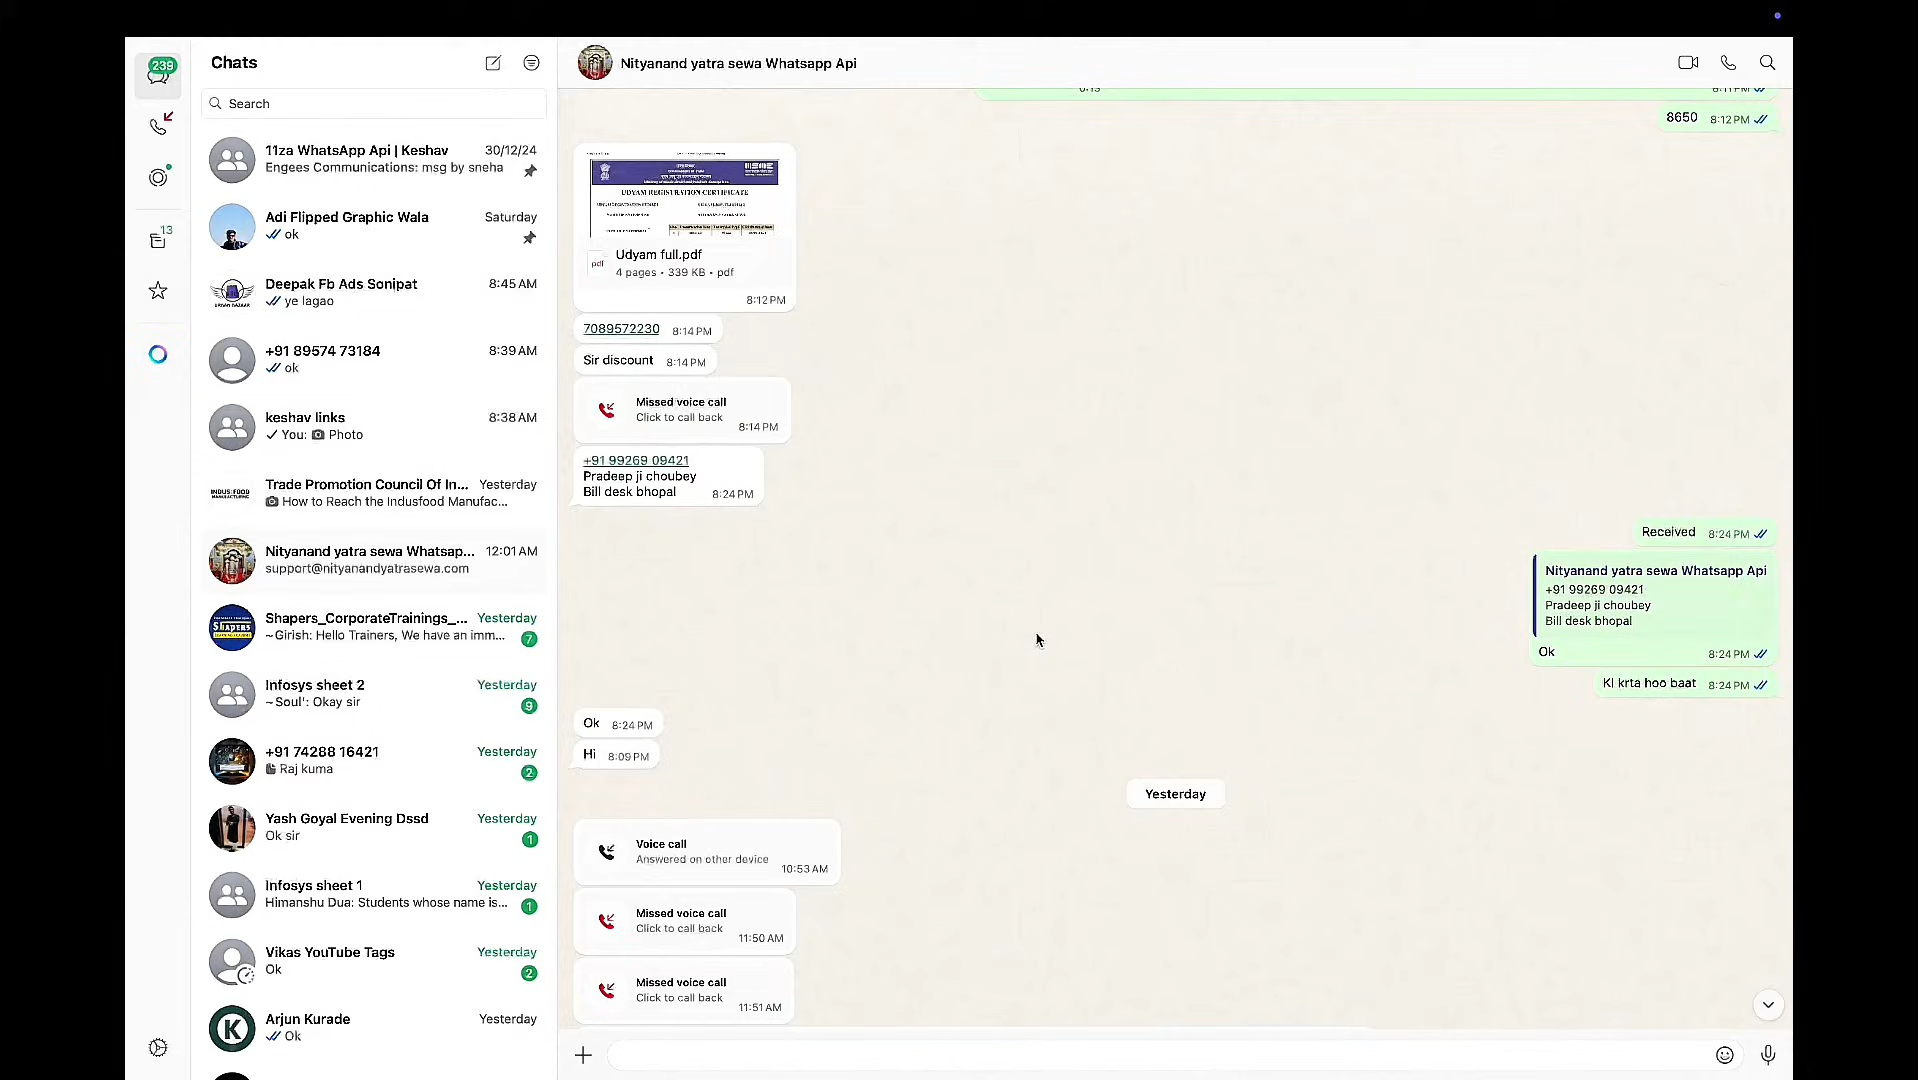 239
13
Chats
Search
11za WhatsApp Api | Keshav 30/12/24
Engees Communications: msg by sneha
Adi Flipped Graphic Wala Saturday
ok
Deepak Fb Ads Sonipat 8:45 AM
ye lagao
+91 89574 73184 8:39 AM
ok
keshav links 8:38 AM
You: Photo
Trade Promotion Council Of In... Yesterday
How to Reach the Indusfood Manufac...
Nityanand yatra sewa Whatsap... 12:01 AM
support@nityanandyatrasewa.com
Shapers_CorporateTrainings_... Yesterday
~Girish: Hello Trainers, We have an imm... 7
Infosys sheet 2 Yesterday
~Soul': Okay sir 9
+91 74288 16421 Yesterday
Raj kuma 2
Yash Goyal Evening Dssd Yesterday
Ok sir 1
Infosys sheet 1 Yesterday
Himanshu Dua: Students whose name is... 1
Vikas YouTube Tags Yesterday
Ok 2
Arjun Kurade Yesterday
Ok
K
Nityanand yatra sewa Whatsapp Api
8650 8:12 PM
UDYAM REGISTRATION CERTIFICATE
pdf
Udyam full.pdf
4 pages • 339 KB • pdf
8:12 PM
7089572230 8:14 PM
Sir discount 8:14 PM
Missed voice call
Click to call back
8:14 PM
+91 99269 09421
Pradeep ji choubey
Bill desk bhopal 8:24 PM
Received 8:24 PM
Nityanand yatra sewa Whatsapp Api
+91 99269 09421
Pradeep ji choubey
Bill desk bhopal
Ok 8:24 PM
Kl krta hoo baat 8:24 PM
Ok 8:24 PM
Hi 8:09 PM
Yesterday
Voice call
Answered on other device
10:53 AM
Missed voice call
Click to call back
11:50 AM
Missed voice call
Click to call back
11:51 AM